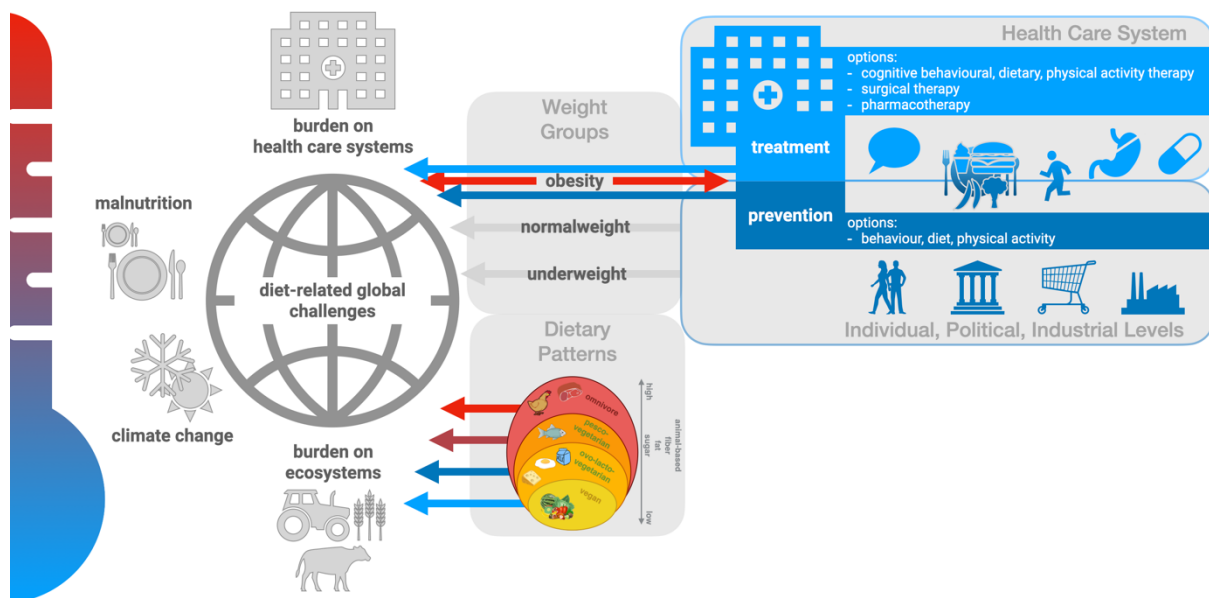 Health Care System
options:
- cognitive behavioural, dietary, physical activity therapy
- surgical therapy
- pharmacotherapy
treatment
prevention
options:
- behaviour, diet, physical activity
Individual, Political, Industrial Levels
Weight
Groups
obesity
normalweight
underweight
burden on
health care systems
malnutrition
diet-related global
challenges
climate change
burden on
ecosystems
Dietary
Patterns
omnivore
pesco-
vegetarian
ovo-lacto-
vegetarian
vegan
high
low
animal-based
fiber
fat
sugar